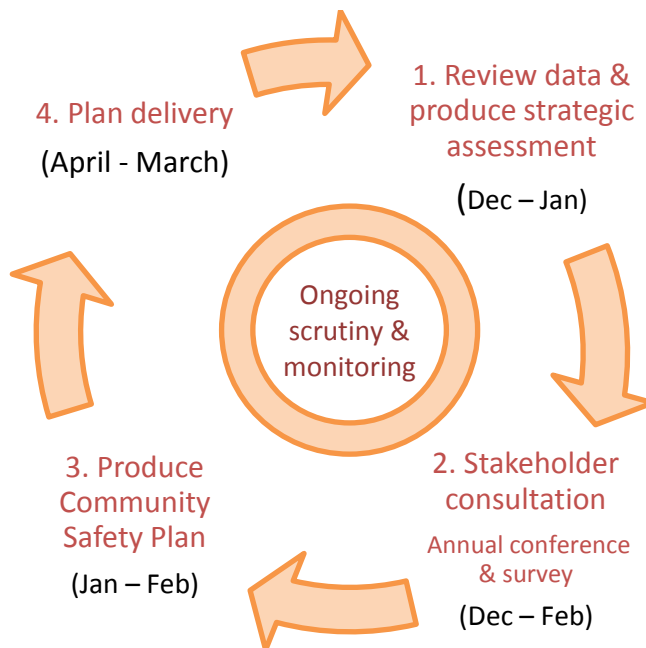 1. Review data &
produce strategic
assessment
(Dec – Jan)
2. Stakeholder
consultation
Annual conference
& survey
(Dec – Feb)
3. Produce
Community
Safety Plan
(Jan – Feb)
4. Plan delivery
(April - March)
Ongoing
scrutiny &
monitoring